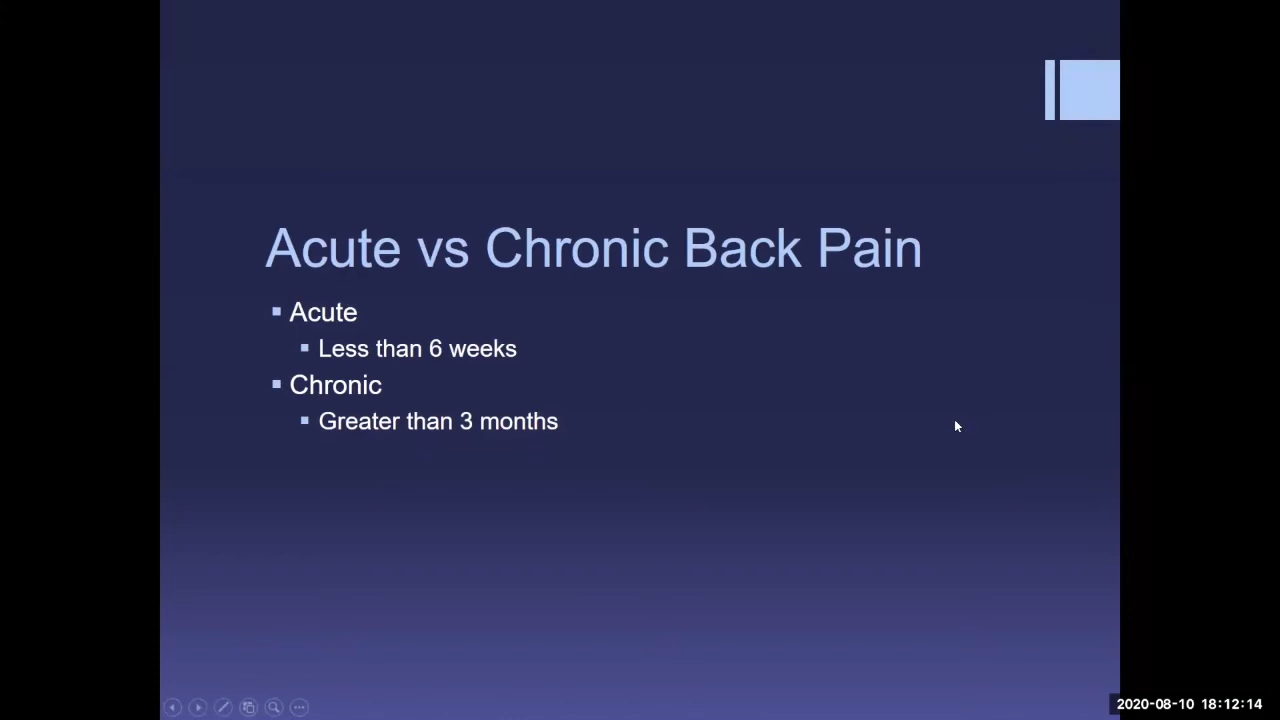 Acute vs Chronic Back Pain
Acute
Less than 6 weeks
Chronic
Greater than 3 months
2020-08-10 18:12:14